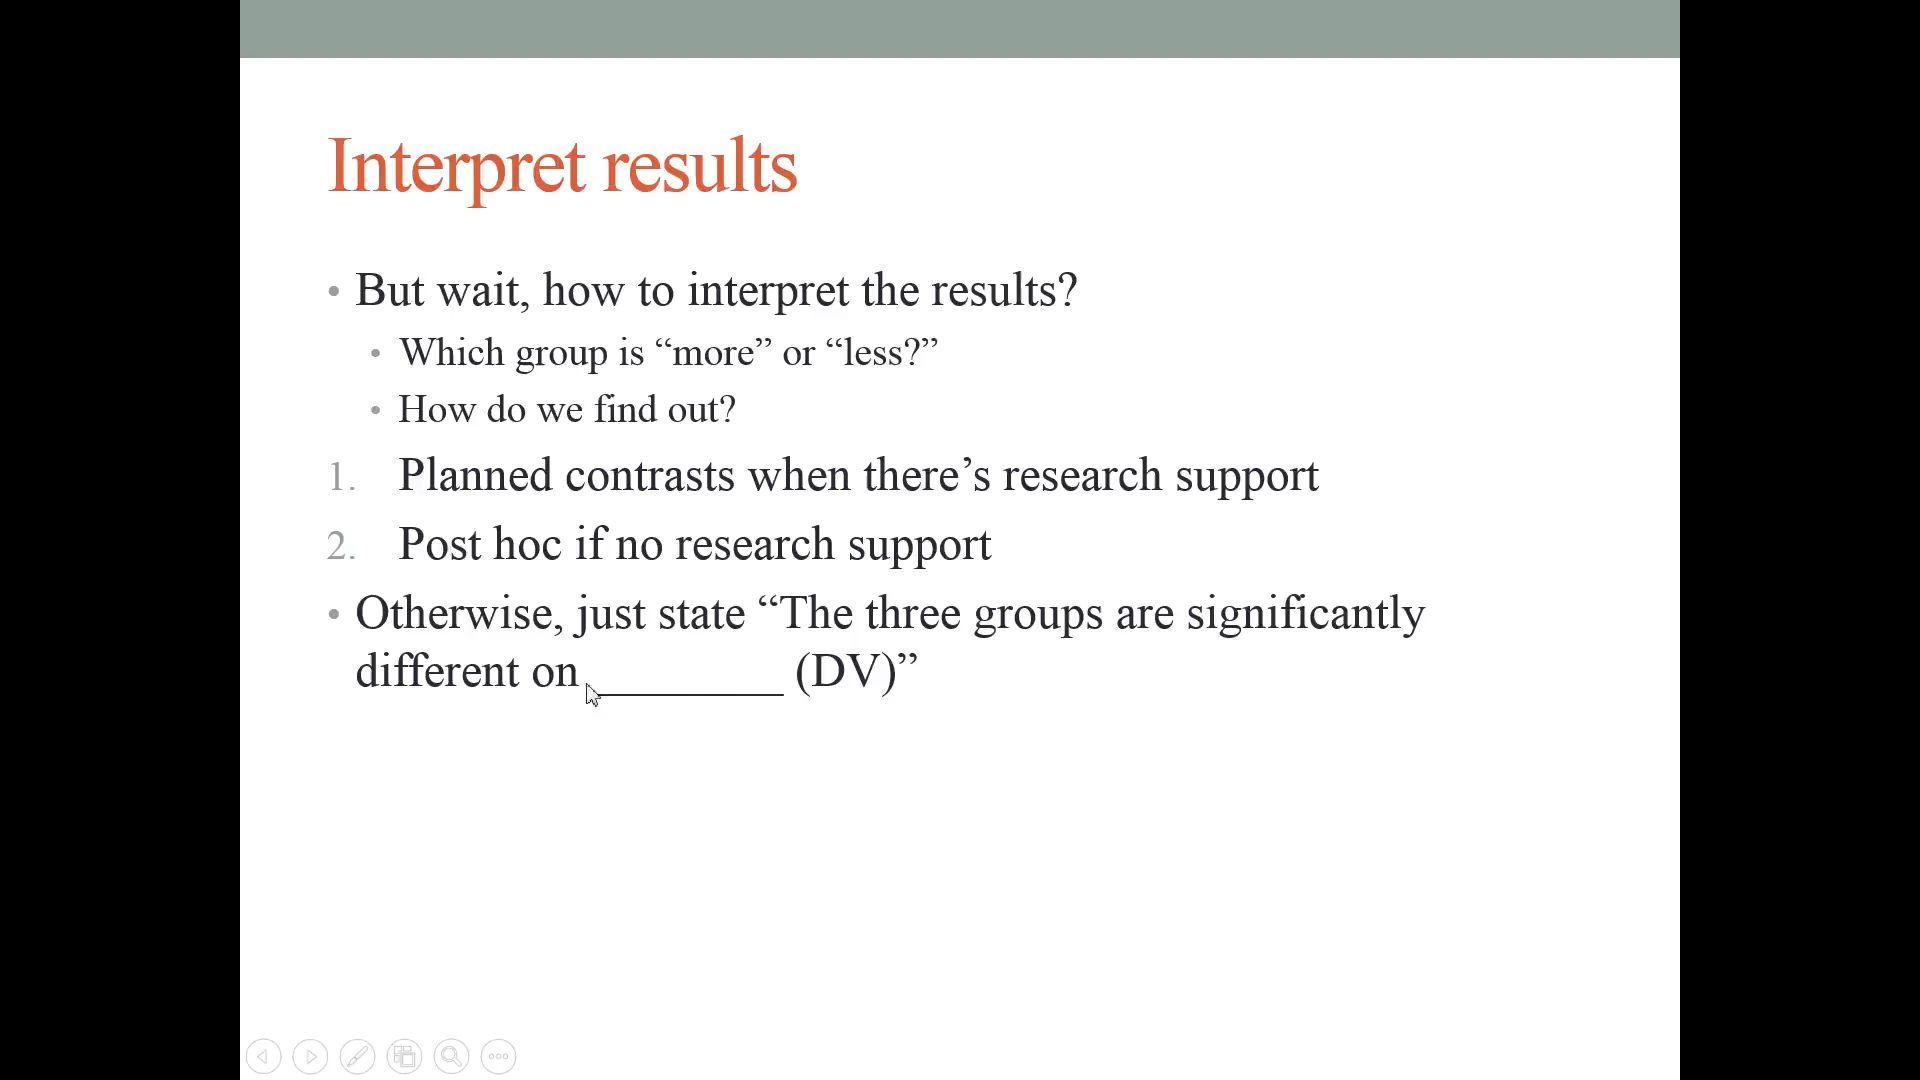 Interpret results
• But wait, how to interpret the results?
• Which group is “more” or “less?”
• How do we find out?
1. Planned contrasts when there’s research support
2. Post hoc if no research support
• Otherwise, just state “The three groups are significantly
different on ________ (DV)”